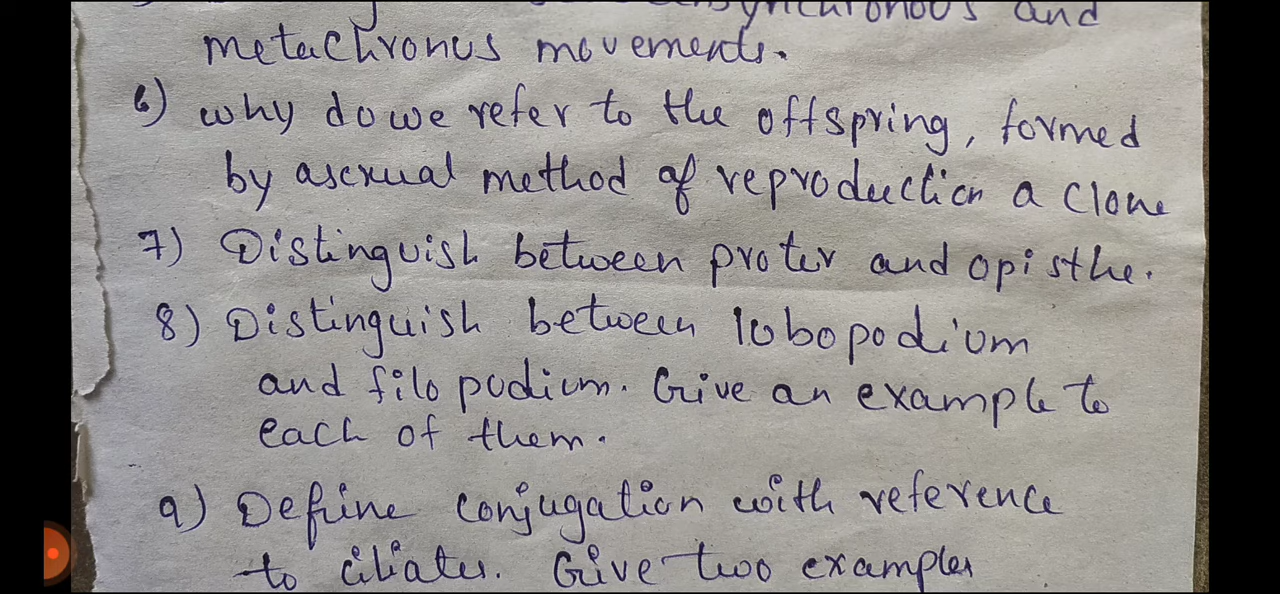 and
metachronus movements.
6) why do we refer to the offspring, formed
by asexual method of reproduction a clone
7) Distinguish between proter and opisthe.
8) Distinguish between lobopodium
and filopodium. Give an example to
each of them.
9) Define conjugation with reference
to ciliates. Give two examples